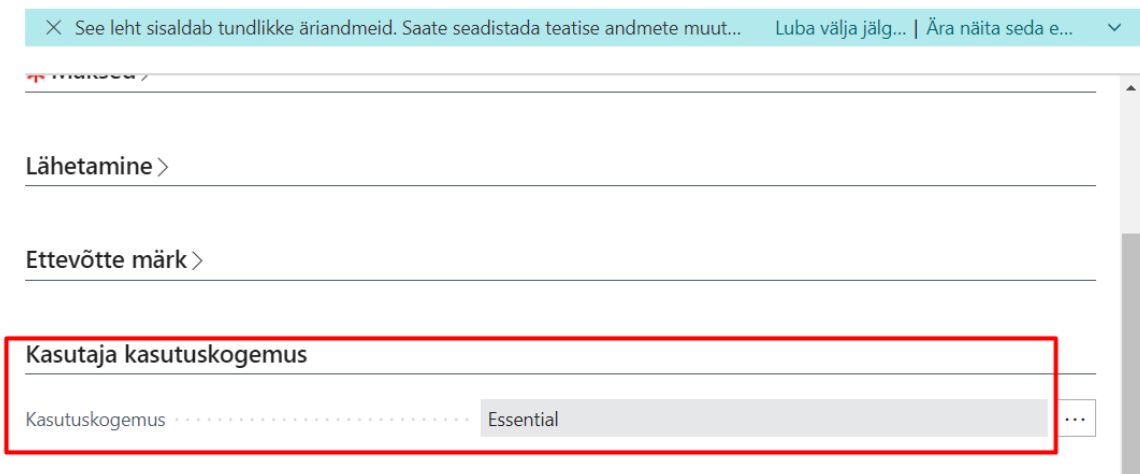 See leht sisaldab tundlikke äriandmeid. Saate seadistada teatise andmete muut... Luba välja jälg... | Ära näita seda e...
Maksed
Lähetamine
Ettevõtte märk
Kasutaja kasutuskogemus
Kasutuskogemus Essential ...